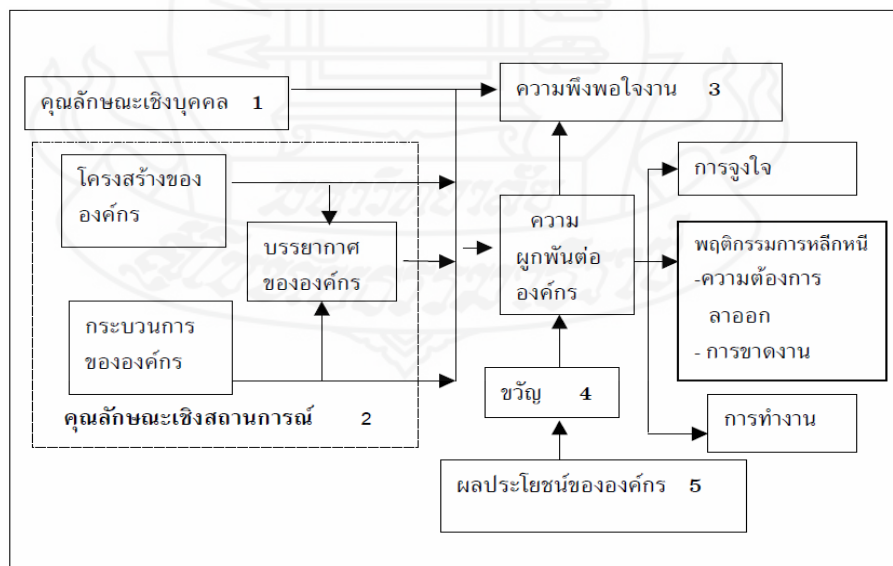 คุณลักษณะเชิงบุคคล 1
ความพึงพอใจงาน 3
โครงสร้างของ
องค์กร
การจูงใจ
บรรยากาศ
ขององค์กร
ความ
ผูกพันต่อ
องค์กร
พฤติกรรมการหลีกหนี
-ความต้องการ
ลาออก
- การขาดงาน
กระบวนการ
ขององค์กร
ขวัญ 4
คุณลักษณะเชิงสถานการณ์ 2
การทำงาน
ผลประโยชน์ขององค์กร 5